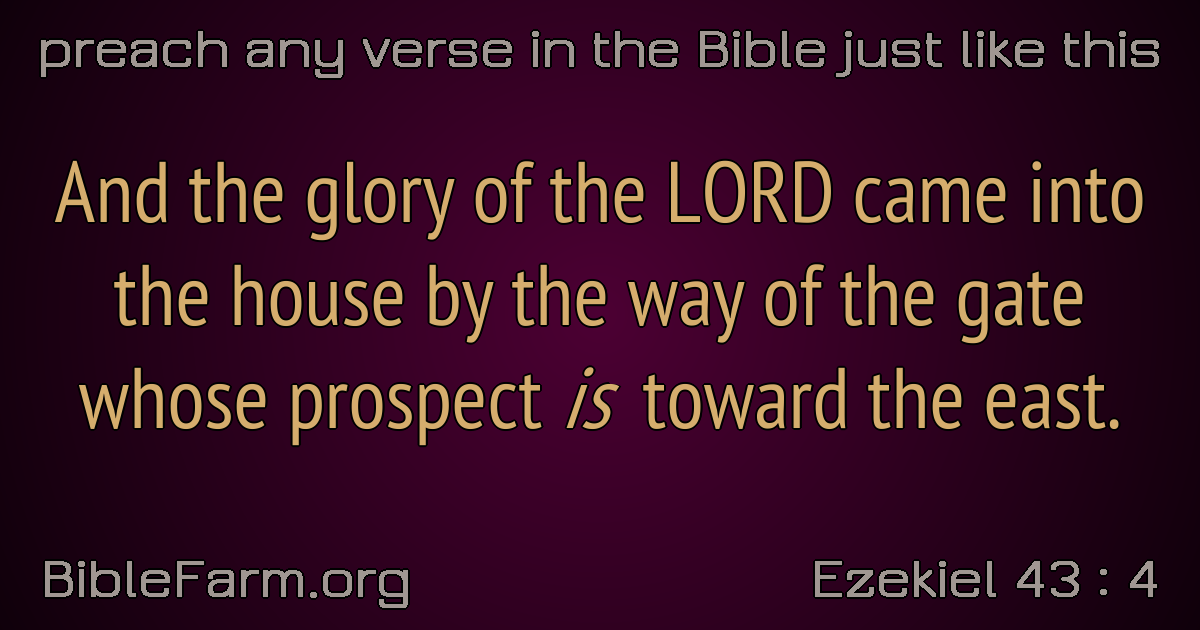 preach any verse in the Bible just like this
And the glory of the LORD came into
the house by the way of the gate
whose prospect is toward the east.
BibleFarm.org
Ezekiel 43 : 4